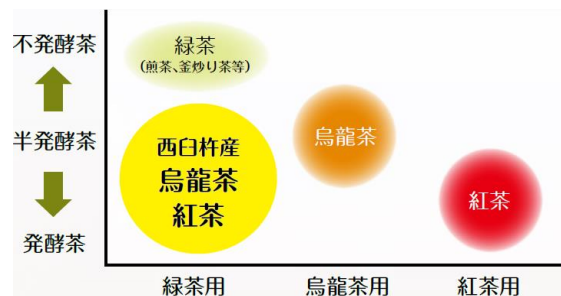 不発酵茶
半発酵茶
発酵茶
緑茶
(煎茶、釜炒り茶等)
西臼杵産
烏龍茶
紅茶
烏龍茶
紅茶
緑茶用
烏龍茶用
紅茶用